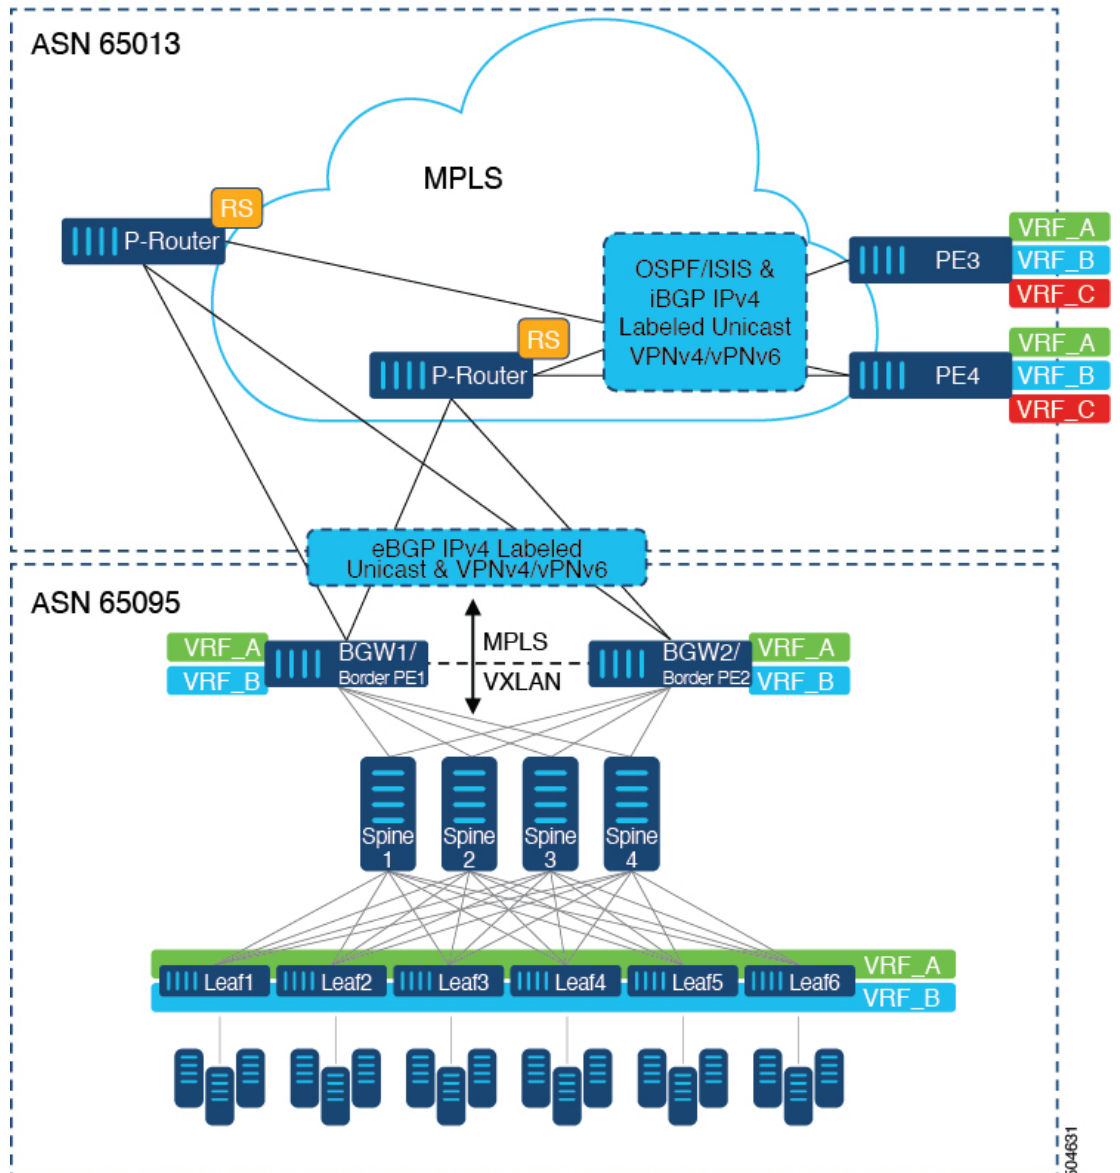 ASN 65013
MPLS
RS
P-Router
RS
P-Router
OSPF/ISIS &
iBGP IPv4
Labeled Unicast
VPNv4/vPNv6
PE3
VRF_A
VRF_B
VRF_C
PE4
VRF_A
VRF_B
VRF_C
eBGP IPv4 Labeled
Unicast & VPNv4/vPNv6
ASN 65095
VRF_A
VRF_B
BGW1/
Border PE1
MPLS
VXLAN
BGW2/
Border PE2
VRF_A
VRF_B
Spine
1
Spine
2
Spine
3
Spine
4
Leaf1
Leaf2
Leaf3
Leaf4
Leaf5
Leaf6
VRF_A
VRF_B
504631